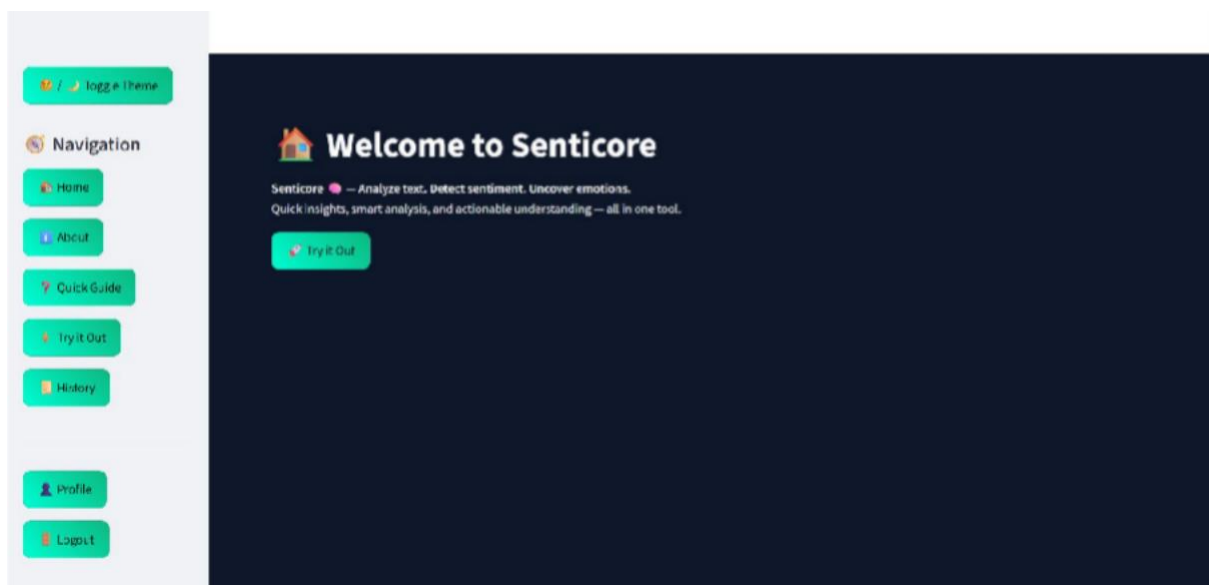 / Toggle Theme
Navigation
Home
About
Quick Guide
Try it Out
History
Profile
Logout
Welcome to Senticore
Senticore — Analyze text. Detect sentiment. Uncover emotions.
Quick insights, smart analysis, and actionable understanding — all in one tool.
Try it Out